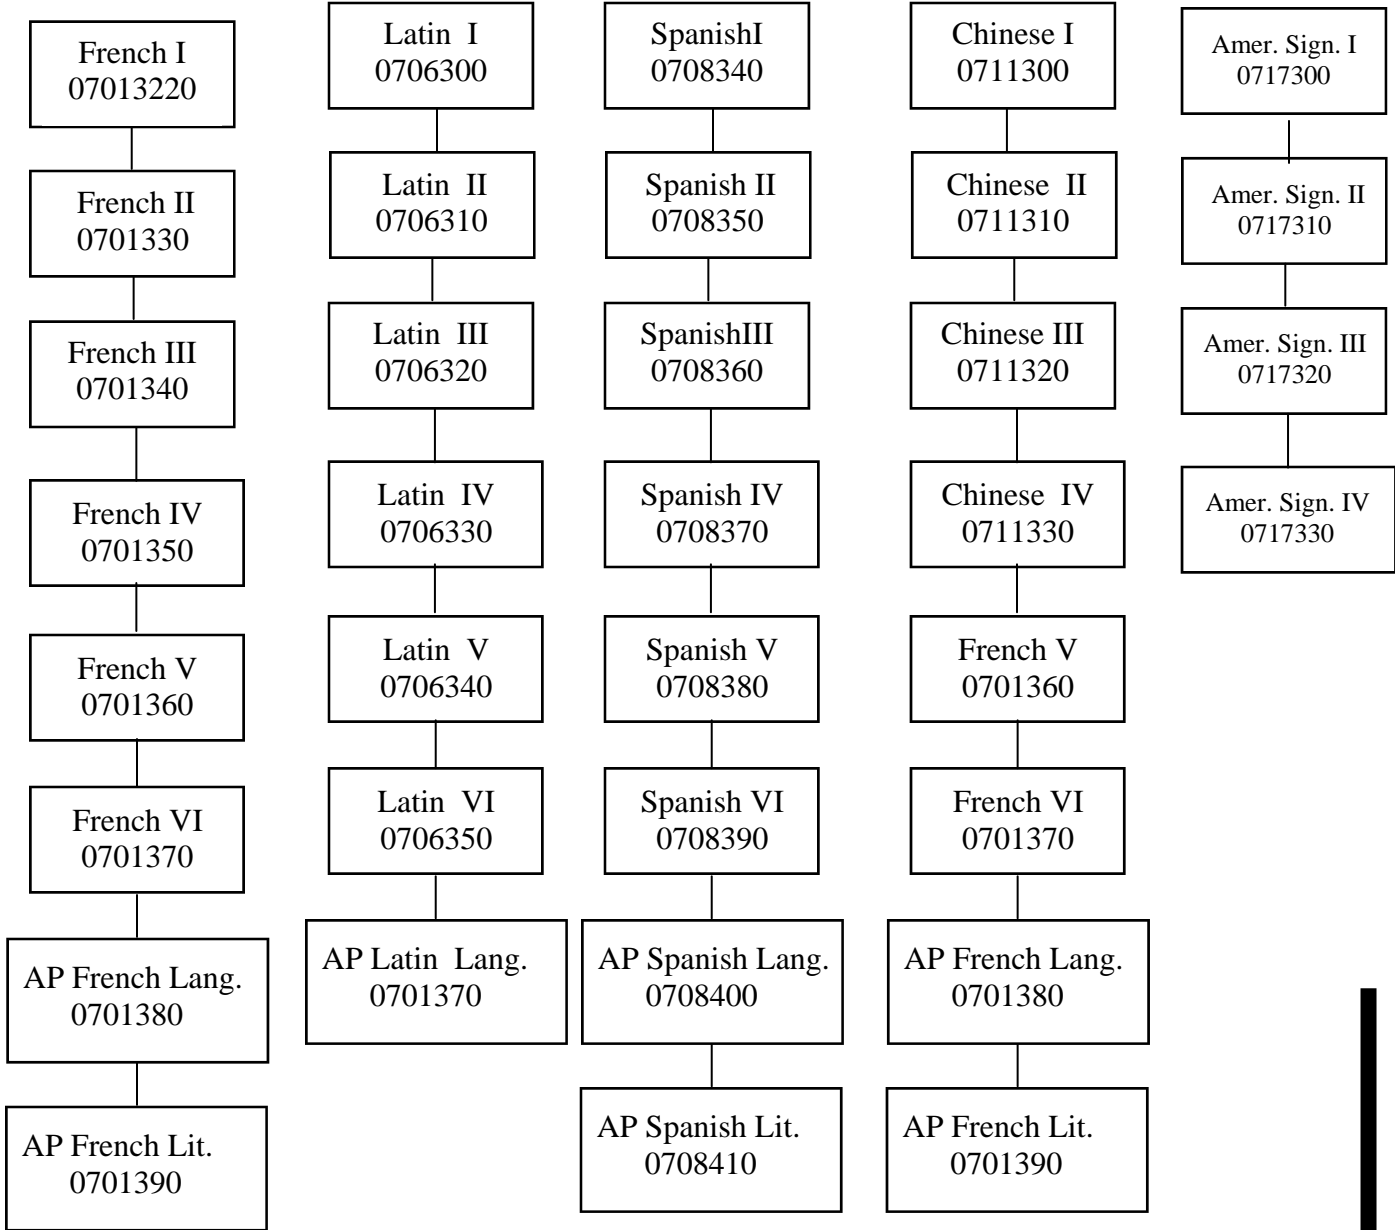 French I
07013220
French II
0701330
French III
0701340
French IV
0701350
French V
0701360
French VI
0701370
AP French Lang.
0701380
AP French Lit.
0701390
Latin I
0706300
Latin II
0706310
Latin III
0706320
Latin IV
0706330
Latin V
0706340
Latin VI
0706350
AP Latin Lang.
0701370
SpanishI
0708340
Spanish II
0708350
SpanishIII
0708360
Spanish IV
0708370
Spanish V
0708380
Spanish VI
0708390
AP Spanish Lang.
0708400
AP Spanish Lit.
0708410
Chinese I
0711300
Chinese II
0711310
Chinese III
0711320
Chinese IV
0711330
French V
0701360
French VI
0701370
AP French Lang.
0701380
AP French Lit.
0701390
Amer. Sign. I
0717300
Amer. Sign. II
0717310
Amer. Sign. III
0717320
Amer. Sign. IV
0717330